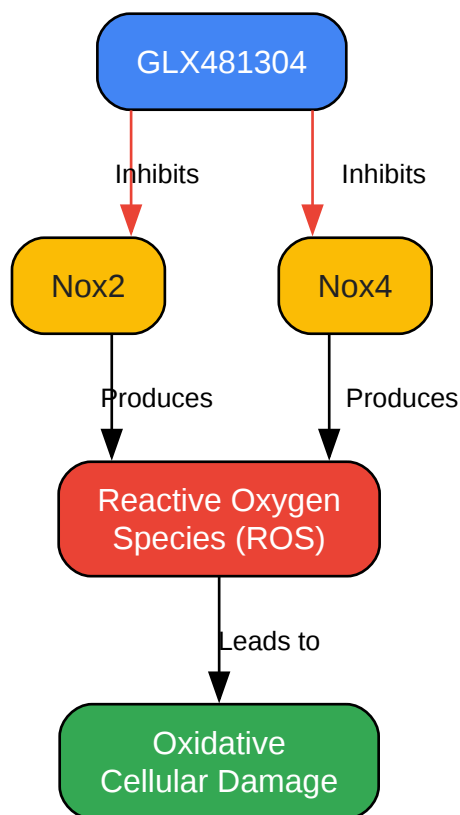 GLX481304
Inhibits
Inhibits
Nox2
Nox4
Produces
Produces
Reactive Oxygen
Species (ROS)
Leads to
Oxidative
Cellular Damage